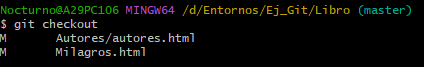 Nocturno@A29PC106 MINGW64 /d/Entornos/Ej_Git/Libro (master)
$ git checkout
M       Autores/autores.html
M       Milagros.html